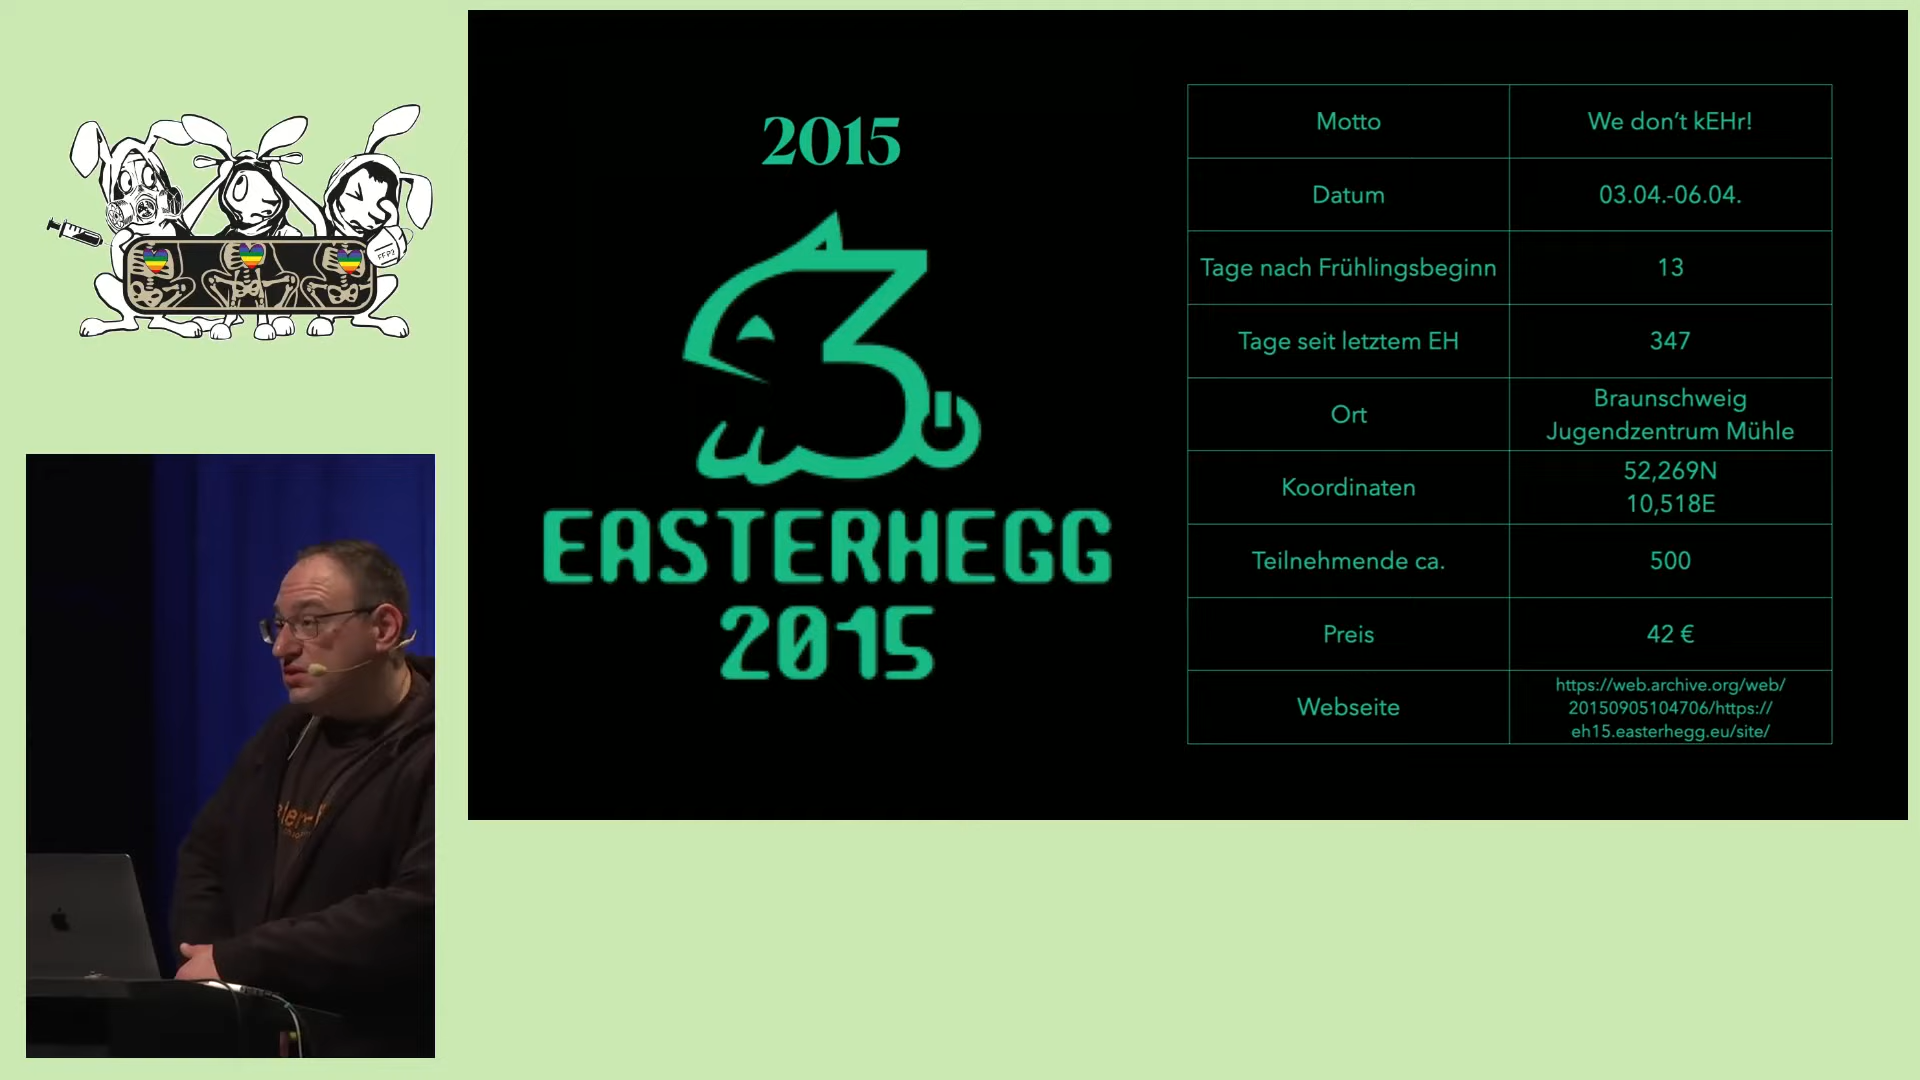 FFP2
2015
EASTERHEGG
2015
Motto
We don't kEHr!
Datum
03.04.-06.04.
Tage nach Frühlingsbeginn
13
Tage seit letztem EH
347
Ort
Braunschweig
Jugendzentrum Mühle
Koordinaten
52,269N
10,518E
Teilnehmende ca.
500
Preis
42 €
Webseite
https://web.archive.org/web/
20150905104706/https://
eh15.easterhegg.eu/site/